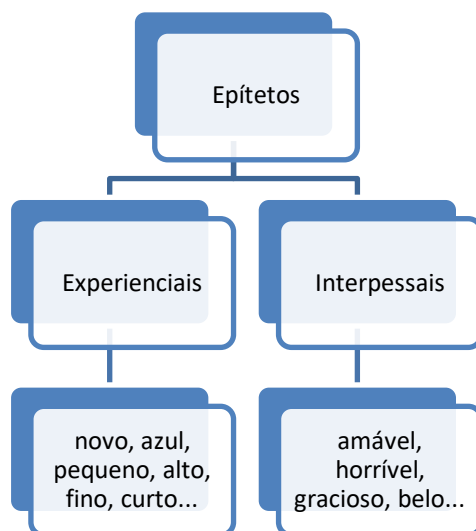 Epítetos
Experienciais
Interpessais
novo, azul,
pequeno, alto,
fino, curto...
amável,
horrível,
gracioso, belo...